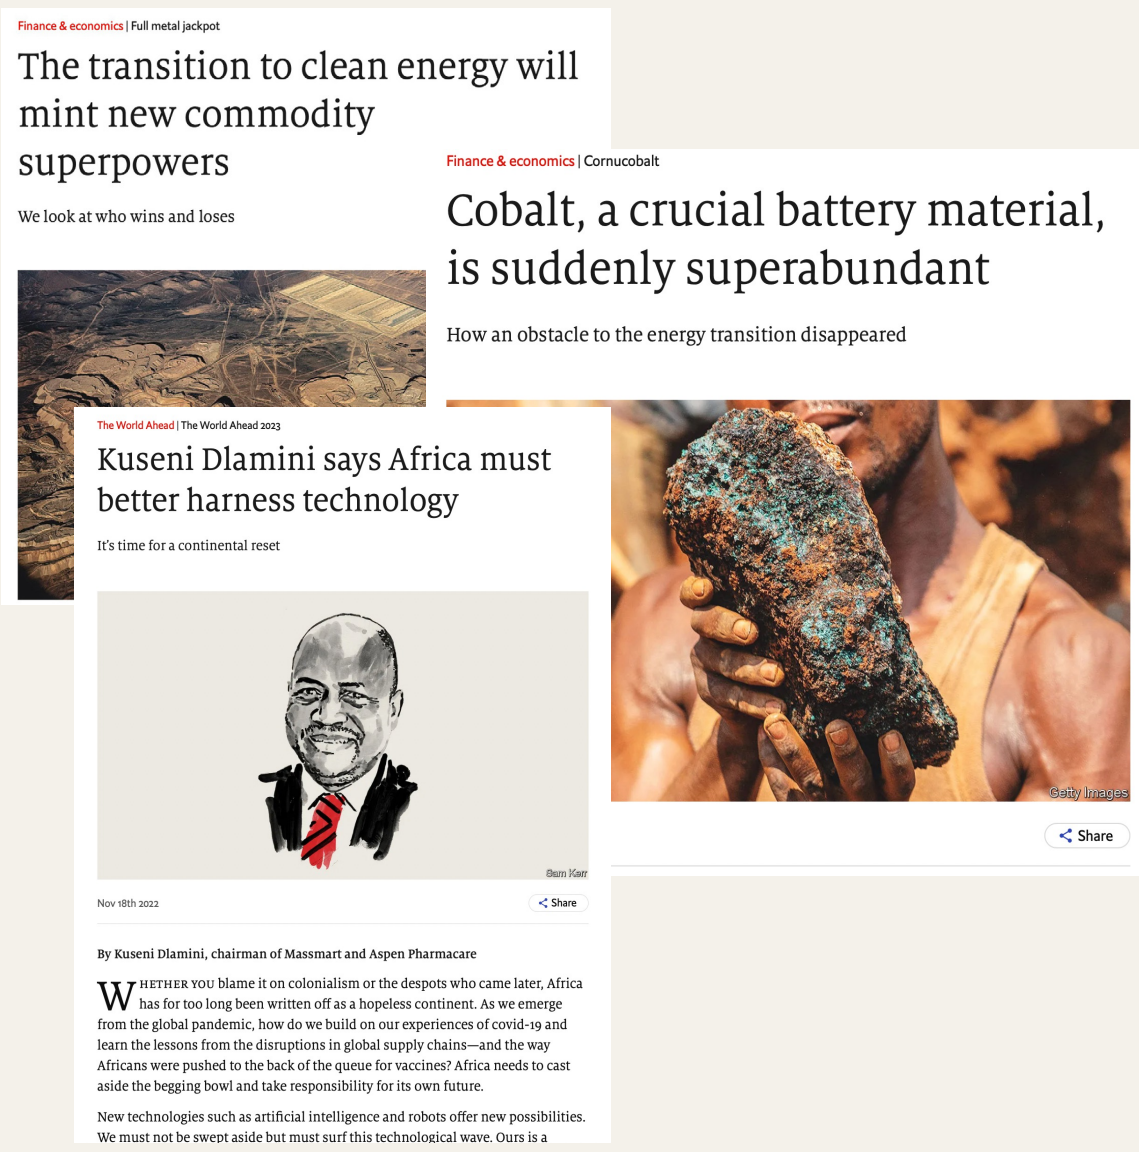 Finance & economics | Full metal jackpot
The transition to clean energy will
mint new commodity
superpowers
We look at who wins and loses
Finance & economics | Cornucobalt
Cobalt, a crucial battery material,
is suddenly superabundant
How an obstacle to the energy transition disappeared
Getty Images
Share
The World Ahead | The World Ahead 2023
Kuseni Dlamini says Africa must
better harness technology
It's time for a continental reset
Sam Kerr
Nov 18th 2022
Share
By Kuseni Dlamini, chairman of Massmart and Aspen Pharmacare
WHETHER YOU blame it on colonialism or the despots who came later, Africa
has for too long been written off as a hopeless continent. As we emerge
from the global pandemic, how do we build on our experiences of covid-19 and
learn the lessons from the disruptions in global supply chains—and the way
Africans were pushed to the back of the queue for vaccines? Africa needs to cast
aside the begging bowl and take responsibility for its own future.
New technologies such as artificial intelligence and robots offer new possibilities.
We must not be swept aside but must surf this technological wave. Ours is a